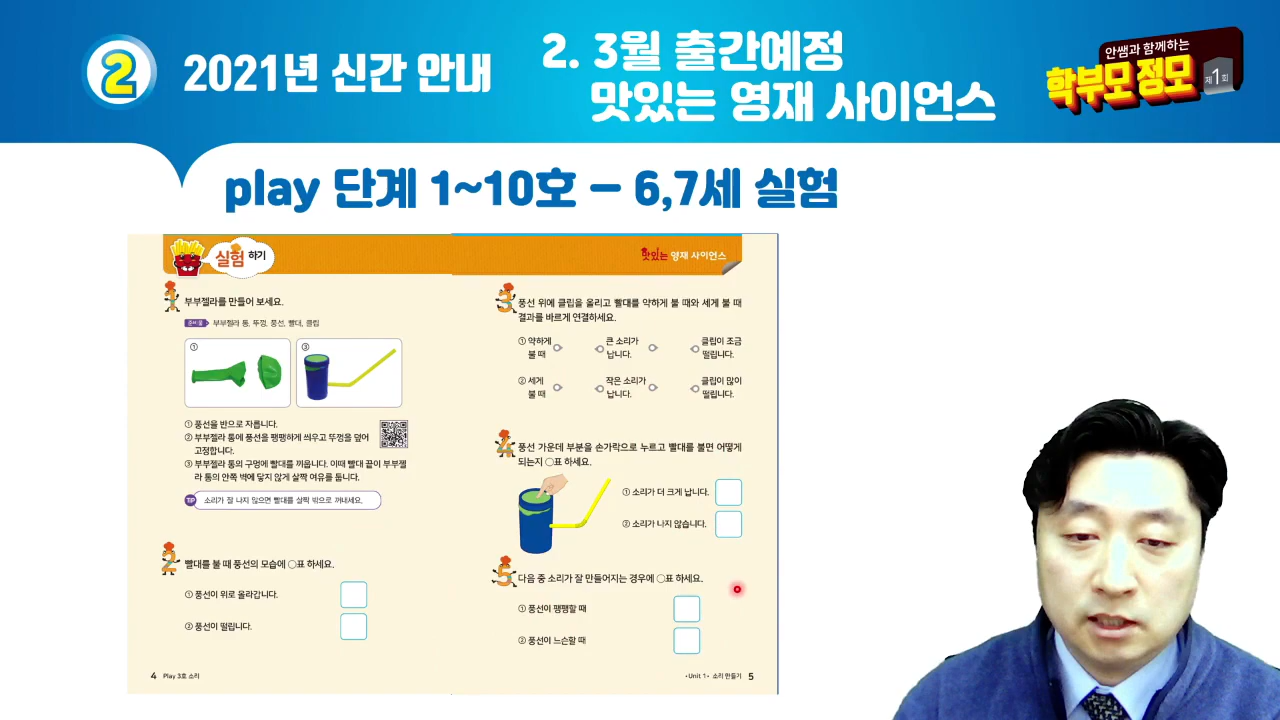 2
2021년 신간 안내
2. 3월 출간예정
맛있는 영재 사이언스
안쌤과 함께하는
학부모 정모
제1회
play 단계 1~10호 – 6,7세 실험
실험 하기
1 부부젤라를 만들어 보세요.
준비물 부부젤라 통, 뚜껑, 풍선, 빨대, 클립
①
③
① 풍선을 반으로 자릅니다.
② 부부젤라 통에 풍선을 팽팽하게 씌우고 뚜껑을 덮어
고정합니다.
③ 부부젤라 통의 구멍에 빨대를 끼웁니다. 이때 빨대 끝이 부부젤
라 통의 안쪽 벽에 닿지 않게 살짝 여유를 둡니다.
TIP 소리가 잘 나지 않으면 빨대를 살짝 밖으로 꺼내세요.
2 빨대를 불 때 풍선의 모습에 ○표 하세요.
① 풍선이 위로 올라갑니다.
② 풍선이 떨립니다.
4 Play 3호 소리
맛있는 영재 사이언스
3 풍선 위에 클립을 올리고 빨대를 약하게 불 때와 세게 불 때
결과를 바르게 연결하세요.
① 약하게 큰 소리가 클립이 조금
불 때 납니다. 떨립니다.
② 세게 작은 소리가 클립이 많이
불 때 납니다. 떨립니다.
4 풍선 가운데 부분을 손가락으로 누르고 빨대를 불면 어떻게
되는지 ○표 하세요.
① 소리가 더 크게 납니다.
② 소리가 나지 않습니다.
5 다음 중 소리가 잘 만들어지는 경우에 ○표 하세요.
① 풍선이 팽팽할 때
② 풍선이 느슨할 때
•Unit 1• 소리 만들기 5